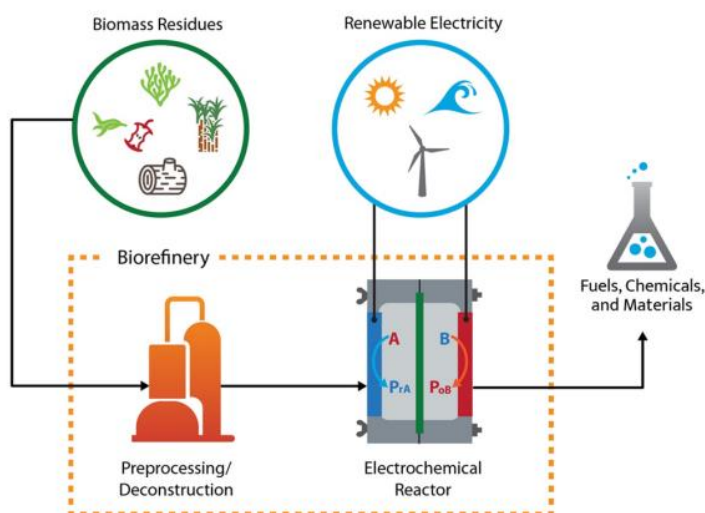 Biomass Residues
Renewable Electricity
Biorefinery
A
B
PrA
PoB
Fuels, Chemicals,
and Materials
Preprocessing/
Deconstruction
Electrochemical
Reactor